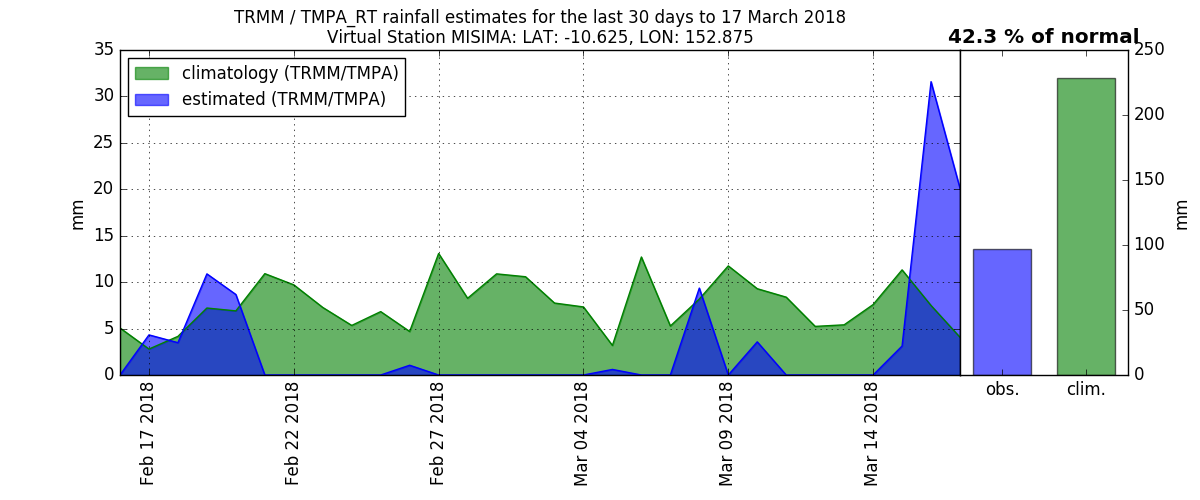 TRMM / TMPA_RT rainfall estimates for the last 30 days to 17 March 2018
Virtual Station MISIMA: LAT: -10.625, LON: 152.875
42.3 % of normal
climatology (TRMM/TMPA)
estimated (TRMM/TMPA)
mm
35
30
25
20
15
10
5
0
Feb 17 2018
Feb 22 2018
Feb 27 2018
Mar 04 2018
Mar 09 2018
Mar 14 2018
obs.
clim.
250
200
150
100
50
0
mm